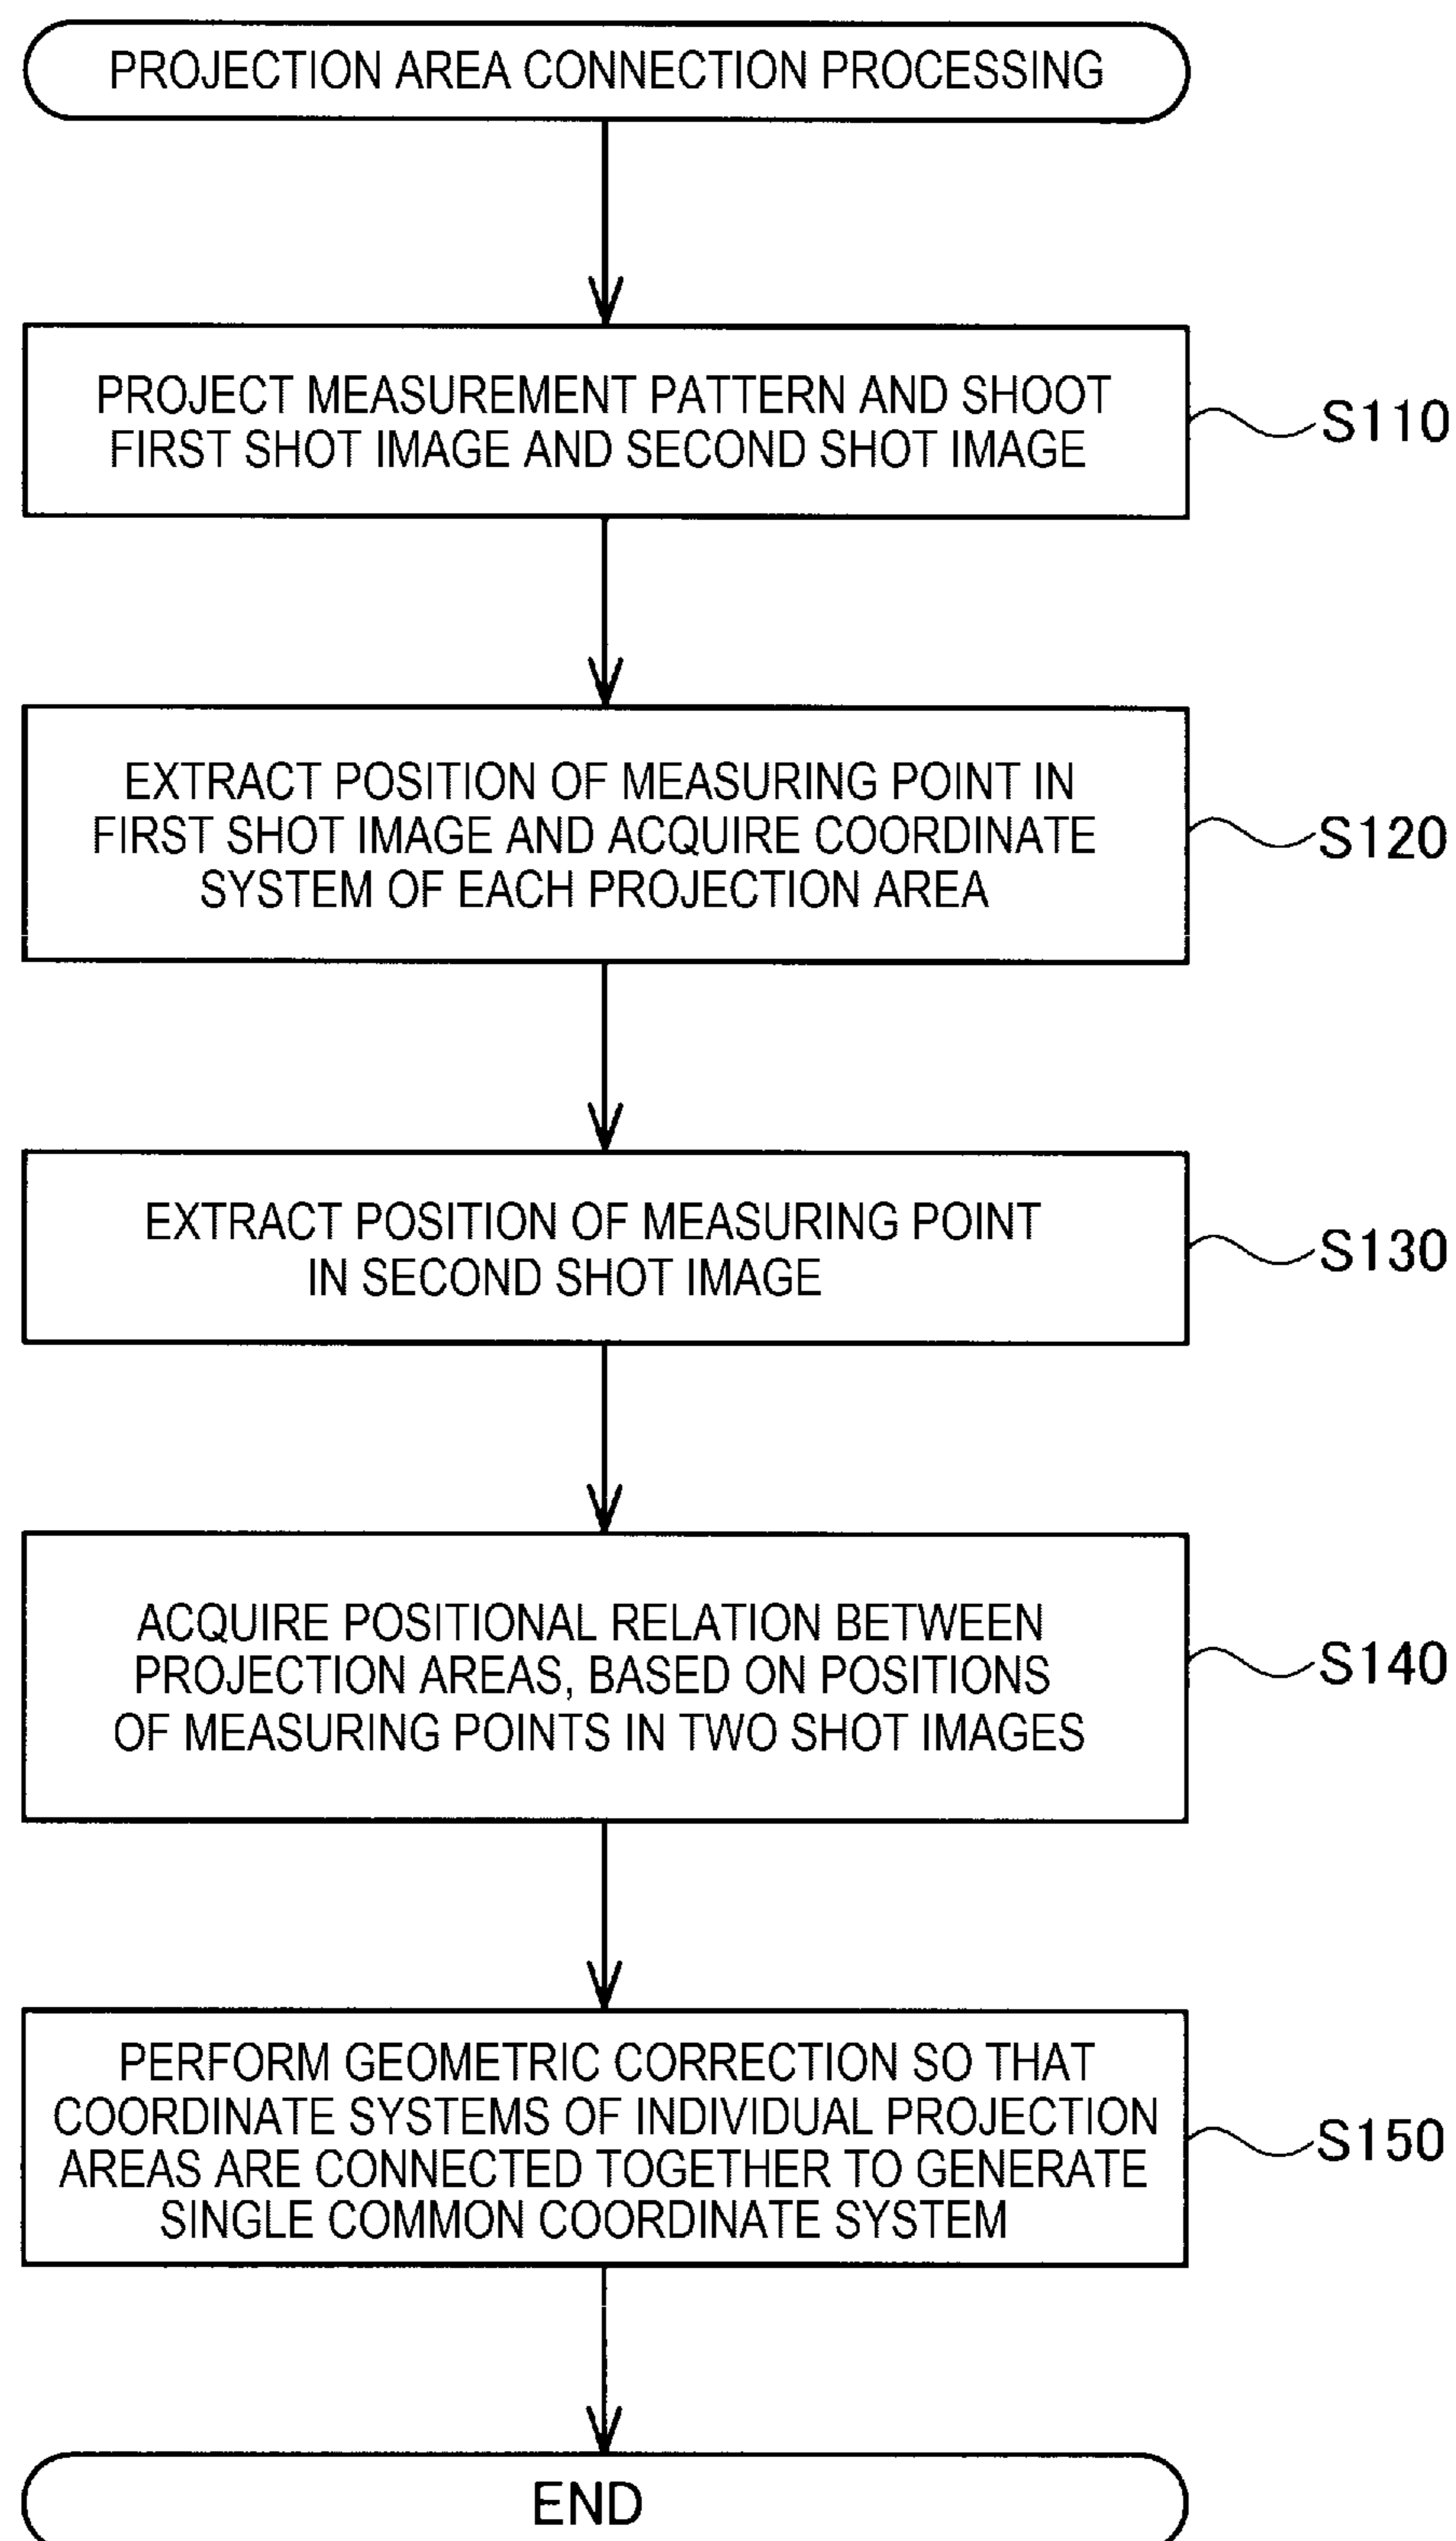 PROJECTION AREA CONNECTION PROCESSING
PROJECT MEASUREMENT PATTERN AND SHOOT
FIRST SHOT IMAGE AND SECOND SHOT IMAGE
S110
EXTRACT POSITION OF MEASURING POINT IN
FIRST SHOT IMAGE AND ACQUIRE COORDINATE
SYSTEM OF EACH PROJECTION AREA
S120
EXTRACT POSITION OF MEASURING POINT
IN SECOND SHOT IMAGE
S130
ACQUIRE POSITIONAL RELATION BETWEEN
PROJECTION AREAS, BASED ON POSITIONS
OF MEASURING POINTS IN TWO SHOT IMAGES
S140
PERFORM GEOMETRIC CORRECTION SO THAT
COORDINATE SYSTEMS OF INDIVIDUAL PROJECTION
AREAS ARE CONNECTED TOGETHER TO GENERATE
SINGLE COMMON COORDINATE SYSTEM
S150
END